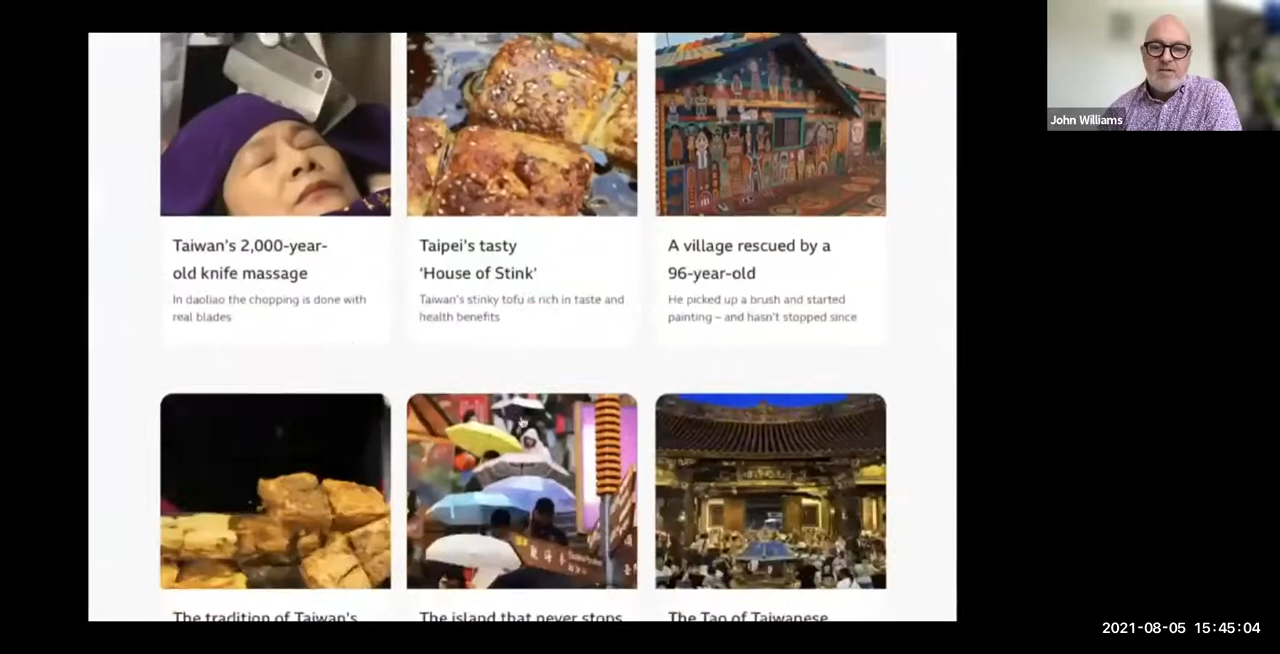 John Williams
Taiwan's 2,000-year-
old knife massage
In daoliao the chopping is done with
real blades
Taipei's tasty
'House of Stink'
Taiwan's stinky tofu is rich in taste and
health benefits
A village rescued by a
96-year-old
He picked up a brush and started
painting – and hasn't stopped since
The tradition of Taiwan's
The island that never stops
The Tao of Taiwanese
2021-08-05 15:45:04